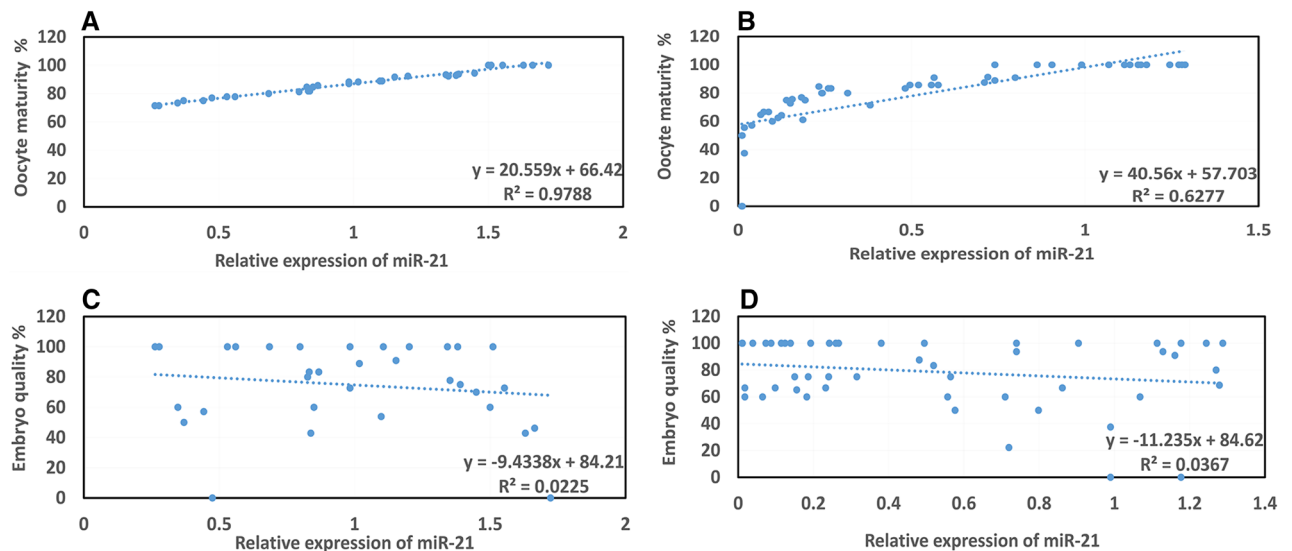 A
Oocyte maturity %
120
100
80
60
40
20
0
y = 20.559x + 66.42
R² = 0.9788
0 0.5 1 1.5 2
Relative expression of miR-21
B
Oocyte maturity %
120
100
80
60
40
20
0
y = 40.56x + 57.703
R² = 0.6277
0 0.5 1 1.5
Relative expression of miR-21
C
Embryo quality %
120
100
80
60
40
20
0
y = -9.4338x + 84.21
R² = 0.0225
0 0.5 1 1.5 2
Relative expression of miR-21
D
Embryo quality %
120
100
80
60
40
20
0
y = -11.235x + 84.62
R² = 0.0367
0 0.2 0.4 0.6 0.8 1 1.2 1.4
Relative expression of miR-21